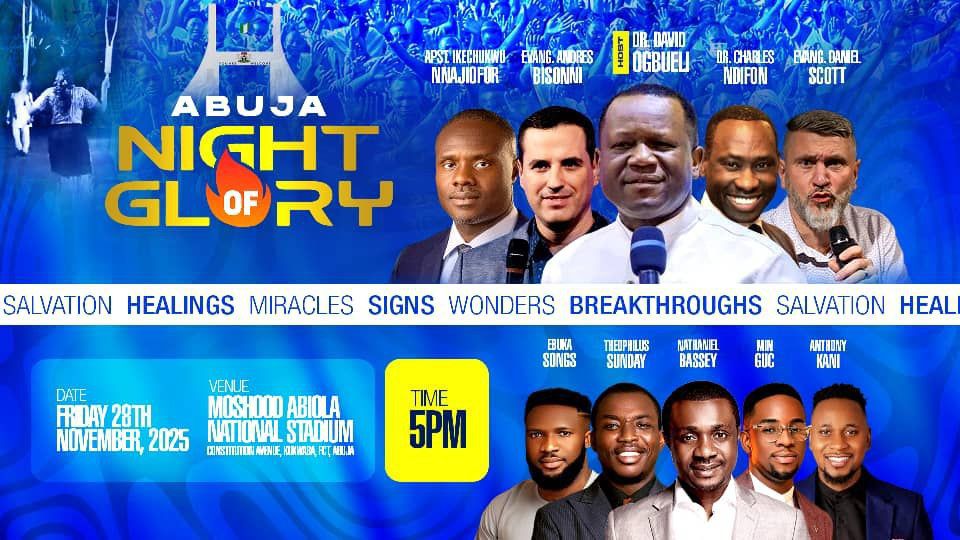 ABUJA
NIGHT
OF
GLORY
APST. IKECHUKWU
NNAJIOFOR
EVANG. ANDRES
BISONNI
HOST
DR. DAVID
OGBUELI
DR. CHARLES
NDIFON
EVANG. DANIEL
SCOTT
SALVATION HEALINGS MIRACLES SIGNS WONDERS BREAKTHROUGHS SALVATION HEALI
DATE
FRIDAY 28TH
NOVEMBER, 2025
VENUE
MOSHOOD ABIOLA
NATIONAL STADIUM
CONSTITUTION AVENUE, KUKWABA, FCT, ABUJA
TIME
5PM
EBUKA
SONGS
THEOPHILUS
SUNDAY
NATHANIEL
BASSEY
MIN
GUC
ANTHONY
KANI